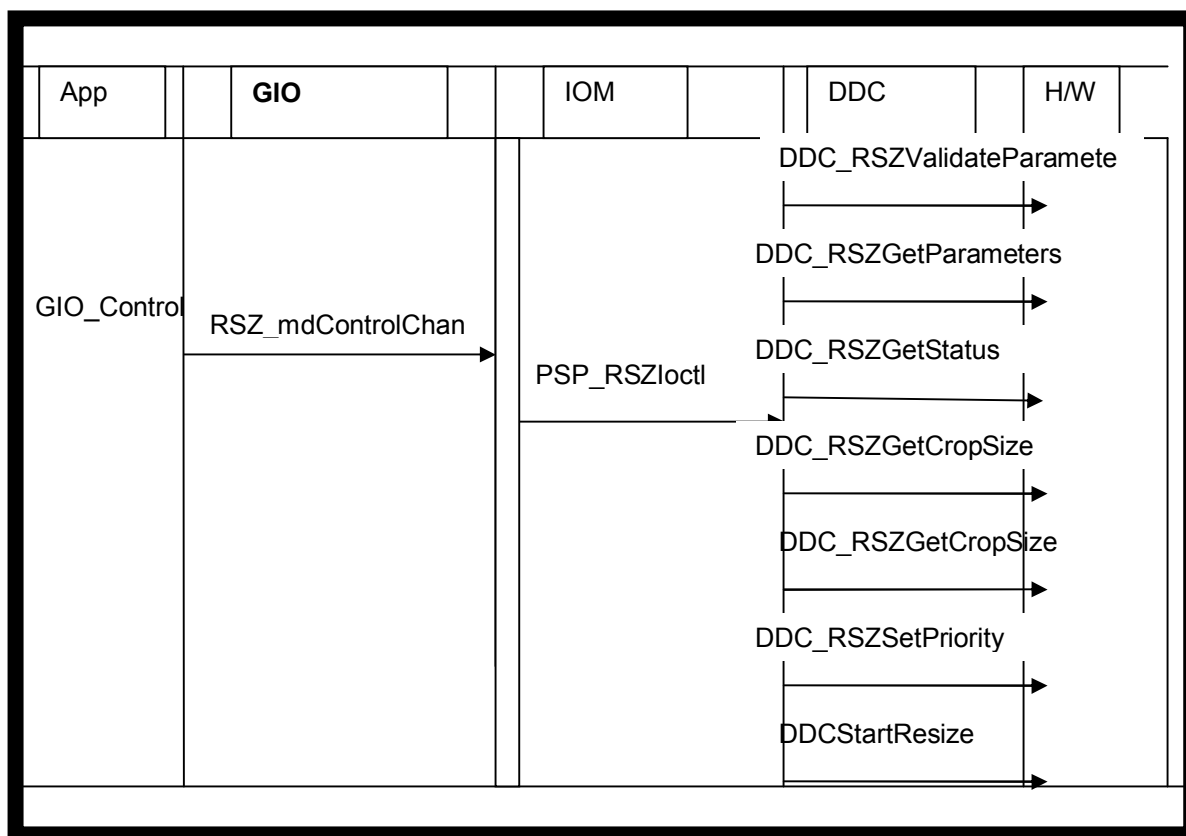 App
GIO
IOM
DDC
H/W
DDC_RSZValidateParamete
DDC_RSZGetParameters
GIO_Control
RSZ_mdControlChan
DDC_RSZGetStatus
PSP_RSZIoctl
DDC_RSZGetCropSize
DDC_RSZGetCropSize
DDC_RSZSetPriority
DDCStartResize